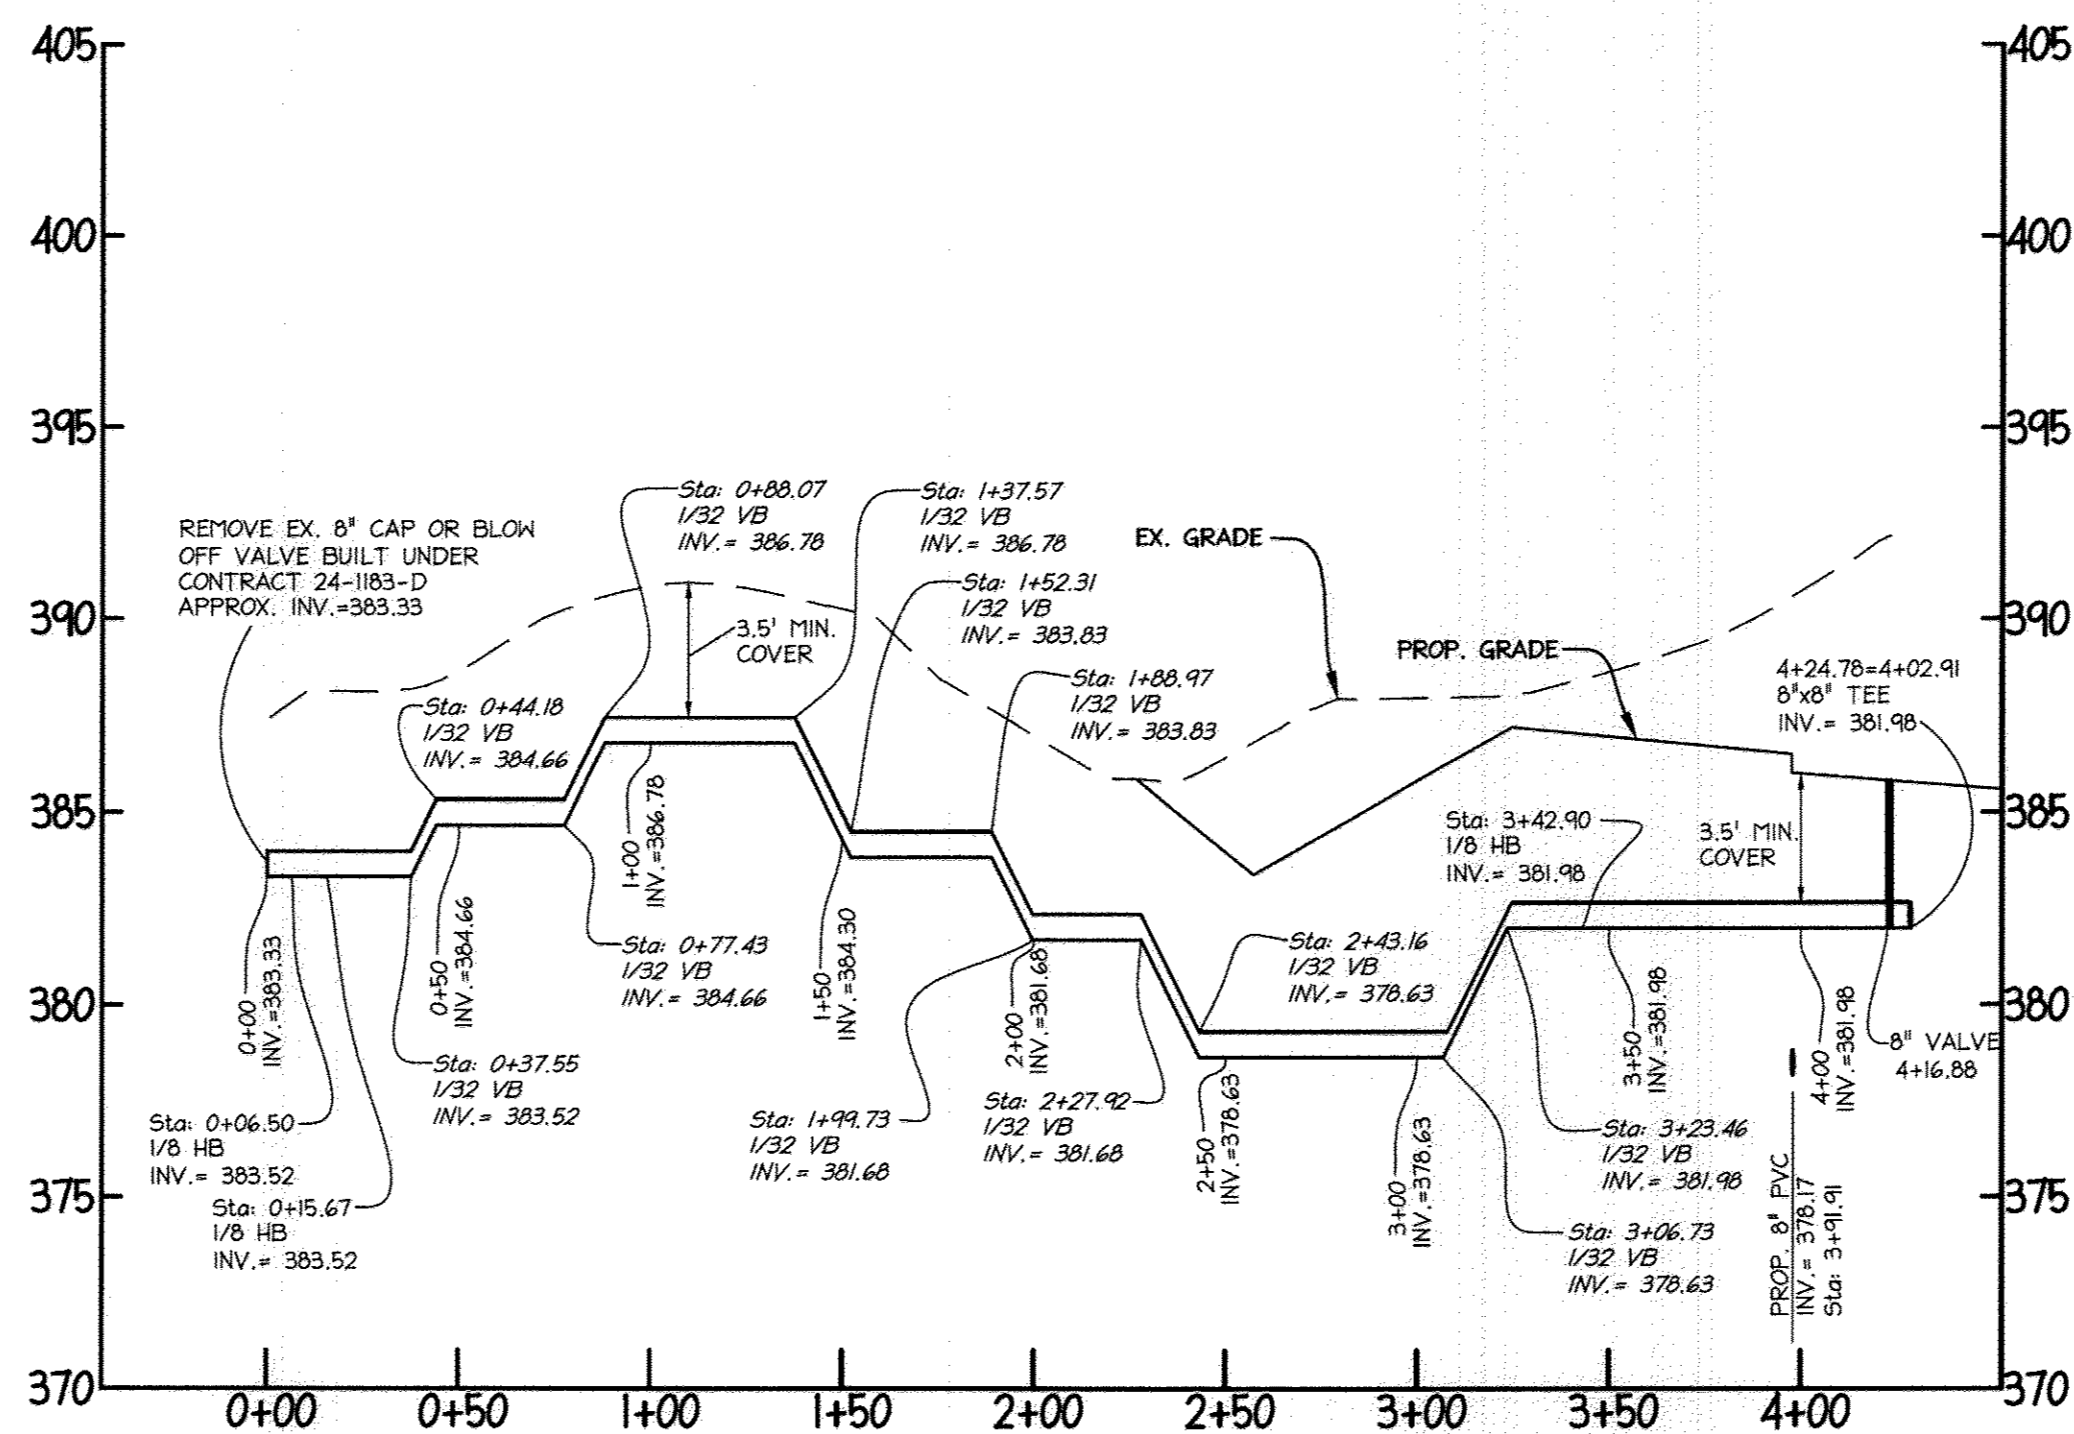 405
400
395
390
385
380
375
370
405
400
395
390
385
380
375
370
REMOVE EX. 8" CAP OR BLOW
OFF VALVE BUILT UNDER
CONTRACT 24-1183-D
APPROX. INV.=383.33
Sta: 0+44.18
1/32 VB
INV.= 384.66
Sta: 0+88.07
1/32 VB
INV.= 386.78
3.5' MIN.
COVER
Sta: 1+37.57
1/32 VB
INV.= 386.78
Sta: 1+52.31
1/32 VB
INV.= 383.83
Sta: 1+88.97
1/32 VB
INV.= 383.83
EX. GRADE
PROP. GRADE
4+24.78=4+02.91
8"x8" TEE
INV.= 381.98
Sta: 3+42.90
1/8 HB
INV.= 381.98
3.5' MIN.
COVER
0+00
INV.=383.33
0+50
INV.=384.66
1+00
INV.=386.78
1+50
INV.=384.30
2+00
INV.=381.68
2+50
INV.=378.63
3+00
INV.=378.63
3+50
INV.=381.98
4+00
INV.=381.98
Sta: 0+77.43
1/32 VB
INV.= 384.66
Sta: 2+43.16
1/32 VB
INV.= 378.63
Sta: 0+37.55
1/32 VB
INV.= 383.52
Sta: 0+06.50
1/8 HB
INV.= 383.52
Sta: 0+15.67
1/8 HB
INV.= 383.52
Sta: 1+99.73
1/32 VB
INV.= 381.68
Sta: 2+27.92
1/32 VB
INV.= 381.68
Sta: 3+23.46
1/32 VB
INV.= 381.98
Sta: 3+06.73
1/32 VB
INV.= 378.63
8" VALVE
4+16.88
PROP. 8" PVC
INV.= 378.17
Sta: 3+91.91
0+00
0+50
1+00
1+50
2+00
2+50
3+00
3+50
4+00